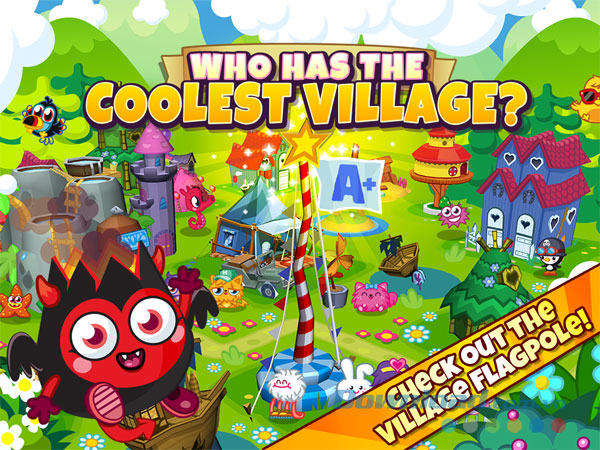 WHO HAS THE
COOLEST VILLAGE?
A+
CHECK OUT THE
VILLAGE FLAGPOLE!